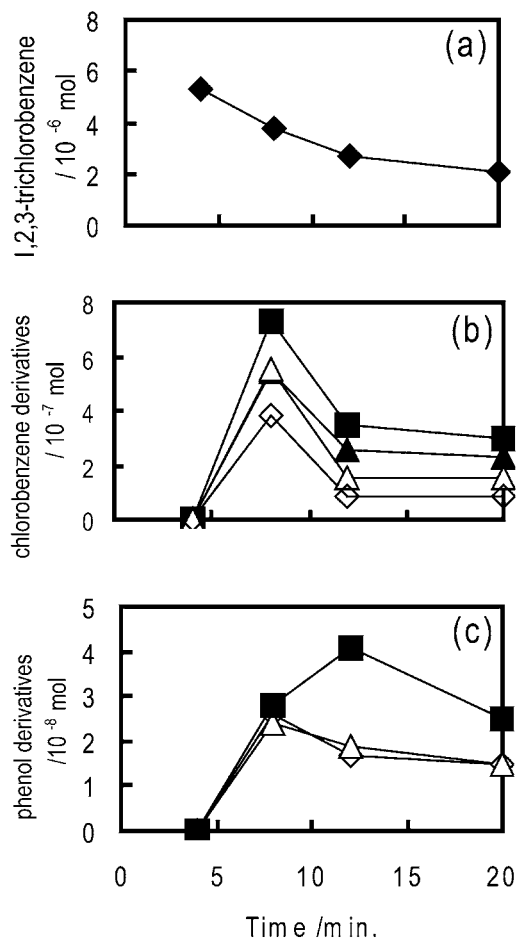 8
6
4
2
0
1,2,3-trichlorobenzene
/ 10 -6 mol
(a)
8
6
4
2
0
chlorobenzene derivatives
/ 10 -7 mol
(b)
5
4
3
2
1
0
phenol derivatives
/10 -8 mol
(c)
0 5 10 15 20
Time /min.